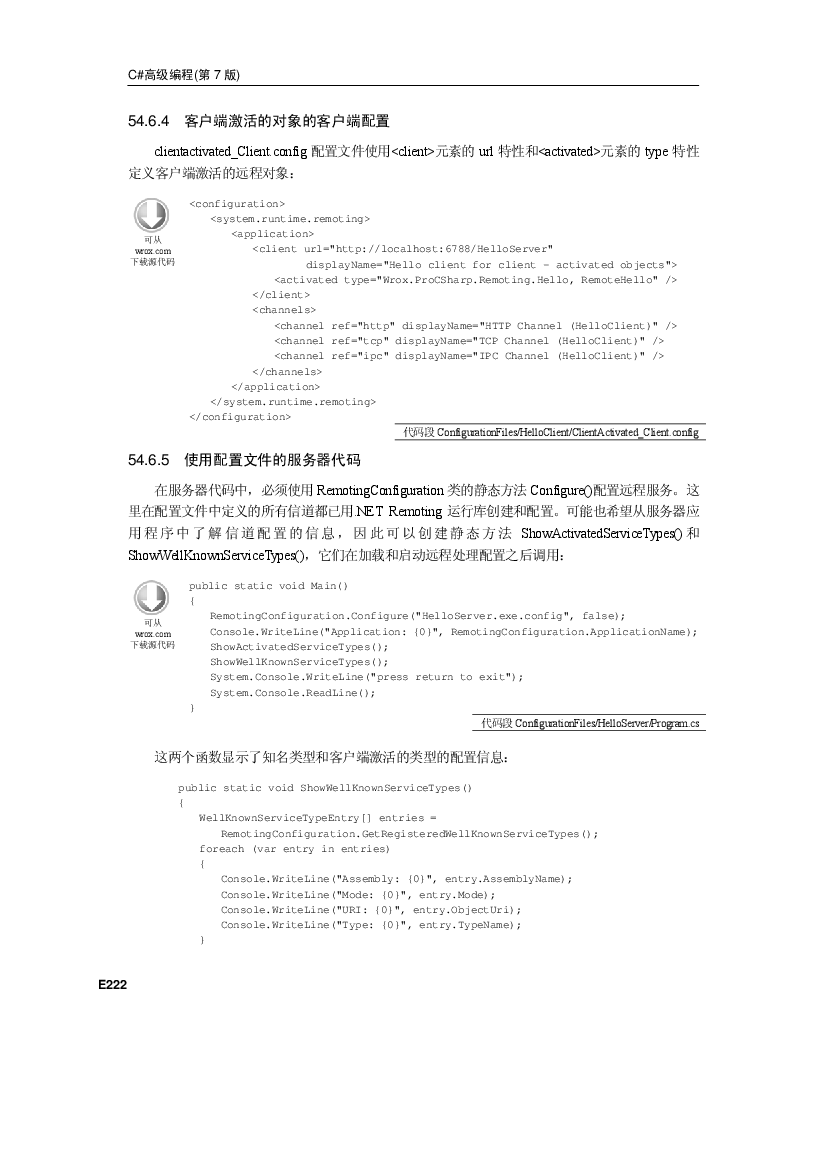 C#高级编程(第 7 版)
54.6.4 客户端激活的对象的客户端配置
clientactivated_Client.config 配置文件使用<client>元素的 url 特性和<activated>元素的 type 特性
定义客户端激活的远程对象：
可从
wrox.com
下载源代码
<configuration>
<system.runtime.remoting>
<application>
<client url="http://localhost:6788/HelloServer"
displayName="Hello client for client - activated objects">
<activated type="Wrox.ProCSharp.Remoting.Hello, RemoteHello" />
</client>
<channels>
<channel ref="http" displayName="HTTP Channel (HelloClient)" />
<channel ref="tcp" displayName="TCP Channel (HelloClient)" />
<channel ref="ipc" displayName="IPC Channel (HelloClient)" />
</channels>
</application>
</system.runtime.remoting>
</configuration>
代码段 ConfigurationFiles/HelloClient/ClientActivated_Client.config
54.6.5 使用配置文件的服务器代码
在服务器代码中，必须使用 RemotingConfiguration 类的静态方法 Configure()配置远程服务。这
里在配置文件中定义的所有信道都已用.NET Remoting 运行库创建和配置。可能也希望从服务器应
用程序中了解信道配置的信息，因此可以创建静态方法 ShowActivatedServiceTypes() 和
ShowWellKnownServiceTypes()，它们在加载和启动远程处理配置之后调用：
可从
wrox.com
下载源代码
public static void Main()
{
RemotingConfiguration.Configure("HelloServer.exe.config", false);
Console.WriteLine("Application: {0}", RemotingConfiguration.ApplicationName);
ShowActivatedServiceTypes();
ShowWellKnownServiceTypes();
System.Console.WriteLine("press return to exit");
System.Console.ReadLine();
}
代码段 ConfigurationFiles/HelloServer/Program.cs
这两个函数显示了知名类型和客户端激活的类型的配置信息：
public static void ShowWellKnownServiceTypes()
{
WellKnownServiceTypeEntry[] entries =
RemotingConfiguration.GetRegisteredWellKnownServiceTypes();
foreach (var entry in entries)
{
Console.WriteLine("Assembly: {0}", entry.AssemblyName);
Console.WriteLine("Mode: {0}", entry.Mode);
Console.WriteLine("URI: {0}", entry.ObjectUri);
Console.WriteLine("Type: {0}", entry.TypeName);
}
E222